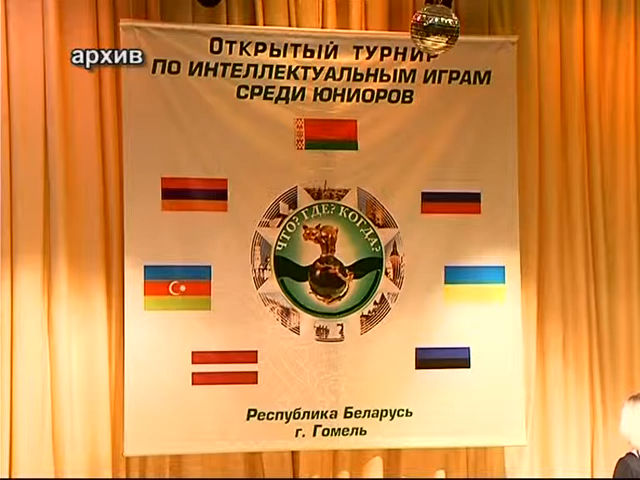 архив
Открытый турнир
по интеллектуальным играм
среди юниоров
ЧТО? ГДЕ? КОГДА?
Республика Беларусь
г. Гомель